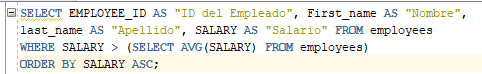 SELECT EMPLOYEE_ID AS "ID del Empleado", First_name AS "Nombre",
last_name AS "Apellido", SALARY AS "Salario" FROM employees
WHERE SALARY > (SELECT AVG(SALARY) FROM employees)
ORDER BY SALARY ASC;